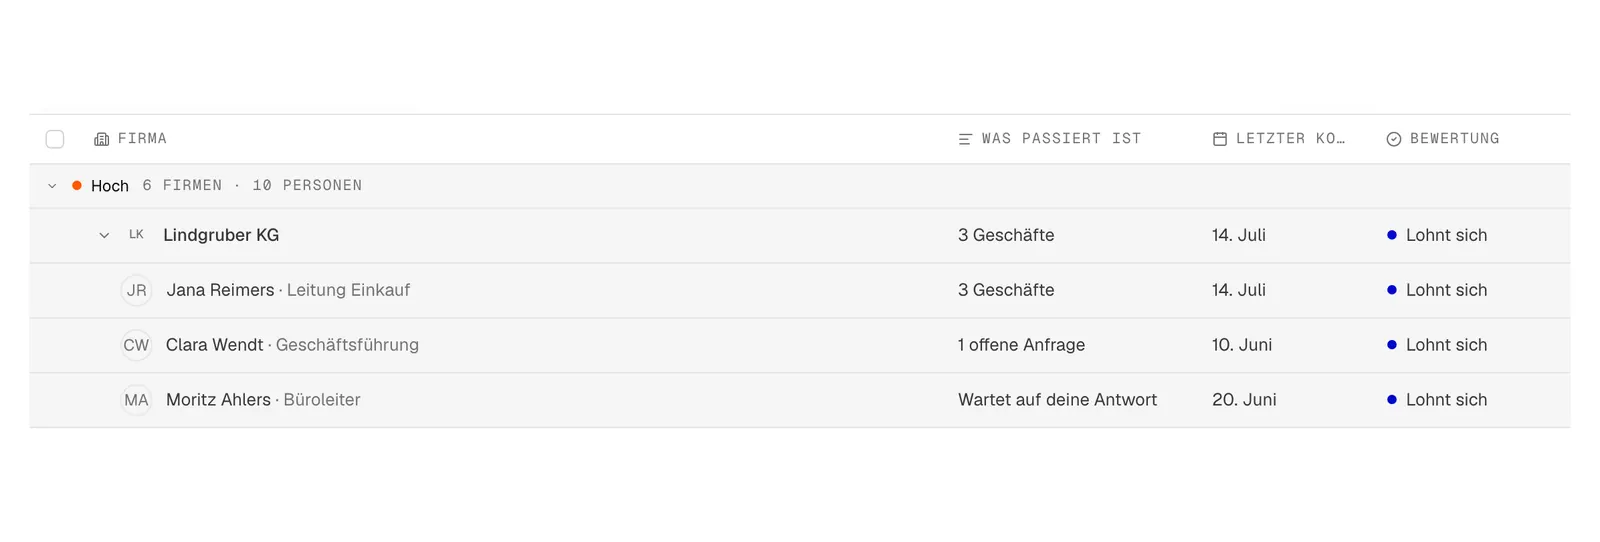 FIRMA WAS PASSIERT IST LETZTER KO… BEWERTUNG
Hoch 6 FIRMEN · 10 PERSONEN
LK Lindgruber KG 3 Geschäfte 14. Juli Lohnt sich
JR Jana Reimers · Leitung Einkauf 3 Geschäfte 14. Juli Lohnt sich
CW Clara Wendt · Geschäftsführung 1 offene Anfrage 10. Juni Lohnt sich
MA Moritz Ahlers · Büroleiter Wartet auf deine Antwort 20. Juni Lohnt sich